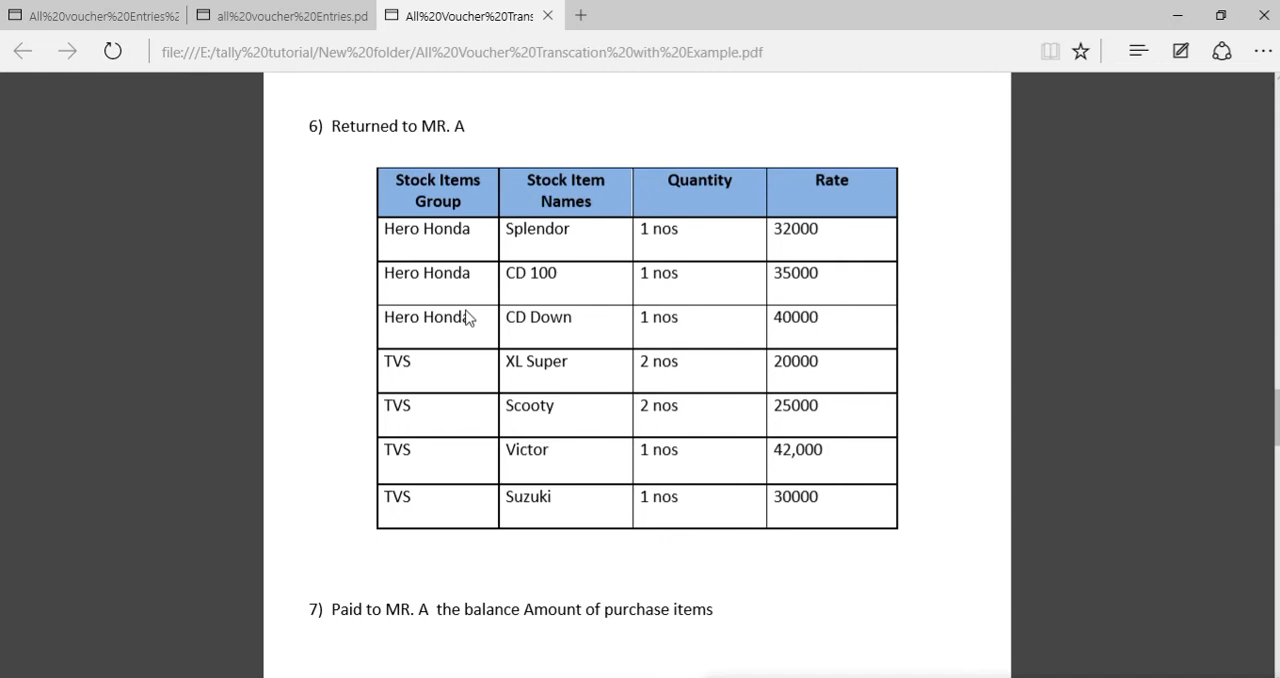 All%20voucher%20Entries%2
all%20voucher%20Entries.pd
All%20Voucher%20Trans
file:///E:/tally%20tutorial/New%20folder/All%20Voucher%20Transcation%20with%20Example.pdf
6) Returned to MR. A
Stock Items Group Stock Item Names Quantity Rate
Hero Honda Splendor 1 nos 32000
Hero Honda CD 100 1 nos 35000
Hero Honda CD Down 1 nos 40000
TVS XL Super 2 nos 20000
TVS Scooty 2 nos 25000
TVS Victor 1 nos 42,000
TVS Suzuki 1 nos 30000
7) Paid to MR. A the balance Amount of purchase items